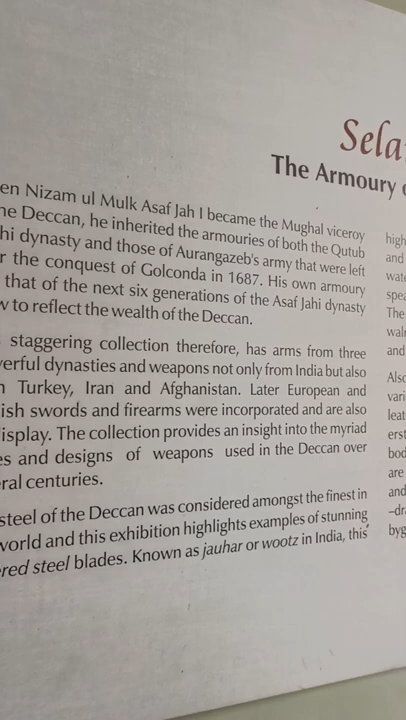 Sela
The Armoury
en Nizam ul Mulk Asaf Jah I became the Mughal viceroy
he Deccan, he inherited the armouries of both the Qutub
hi dynasty and those of Aurangazeb's army that were left
r the conquest of Golconda in 1687. His own armour
that of the next six generations of the Asaf Jahi dynasty
w to reflect the wealth of the Deccan.
staggering collection therefore, has arms from three
verful dynasties and weapons not only from India but also
n Turkey, Iran and Afghanistan. Later European and
ish swords and firearms were incorporated and are also
isplay. The collection provides an insight into the myriad
es and designs of weapons used in the Deccan over
ral centuries.
steel of the Deccan was considered amongst the finest in
world and this exhibition highlights examples of stunning
red steel blades. Known as jauhar or wootz in India, this
high
and
wate
spea
The
waln
and
Also
vari
leat
erst
bod
are
and
–dra
byg